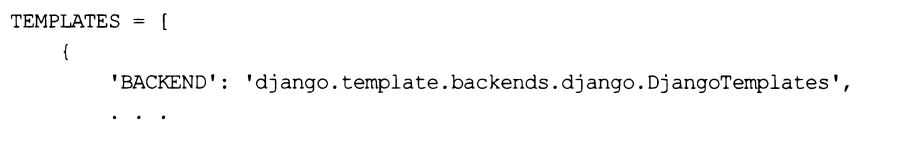 TEMPLATES = [
{
'BACKEND': 'django.template.backends.django.DjangoTemplates',
. . .